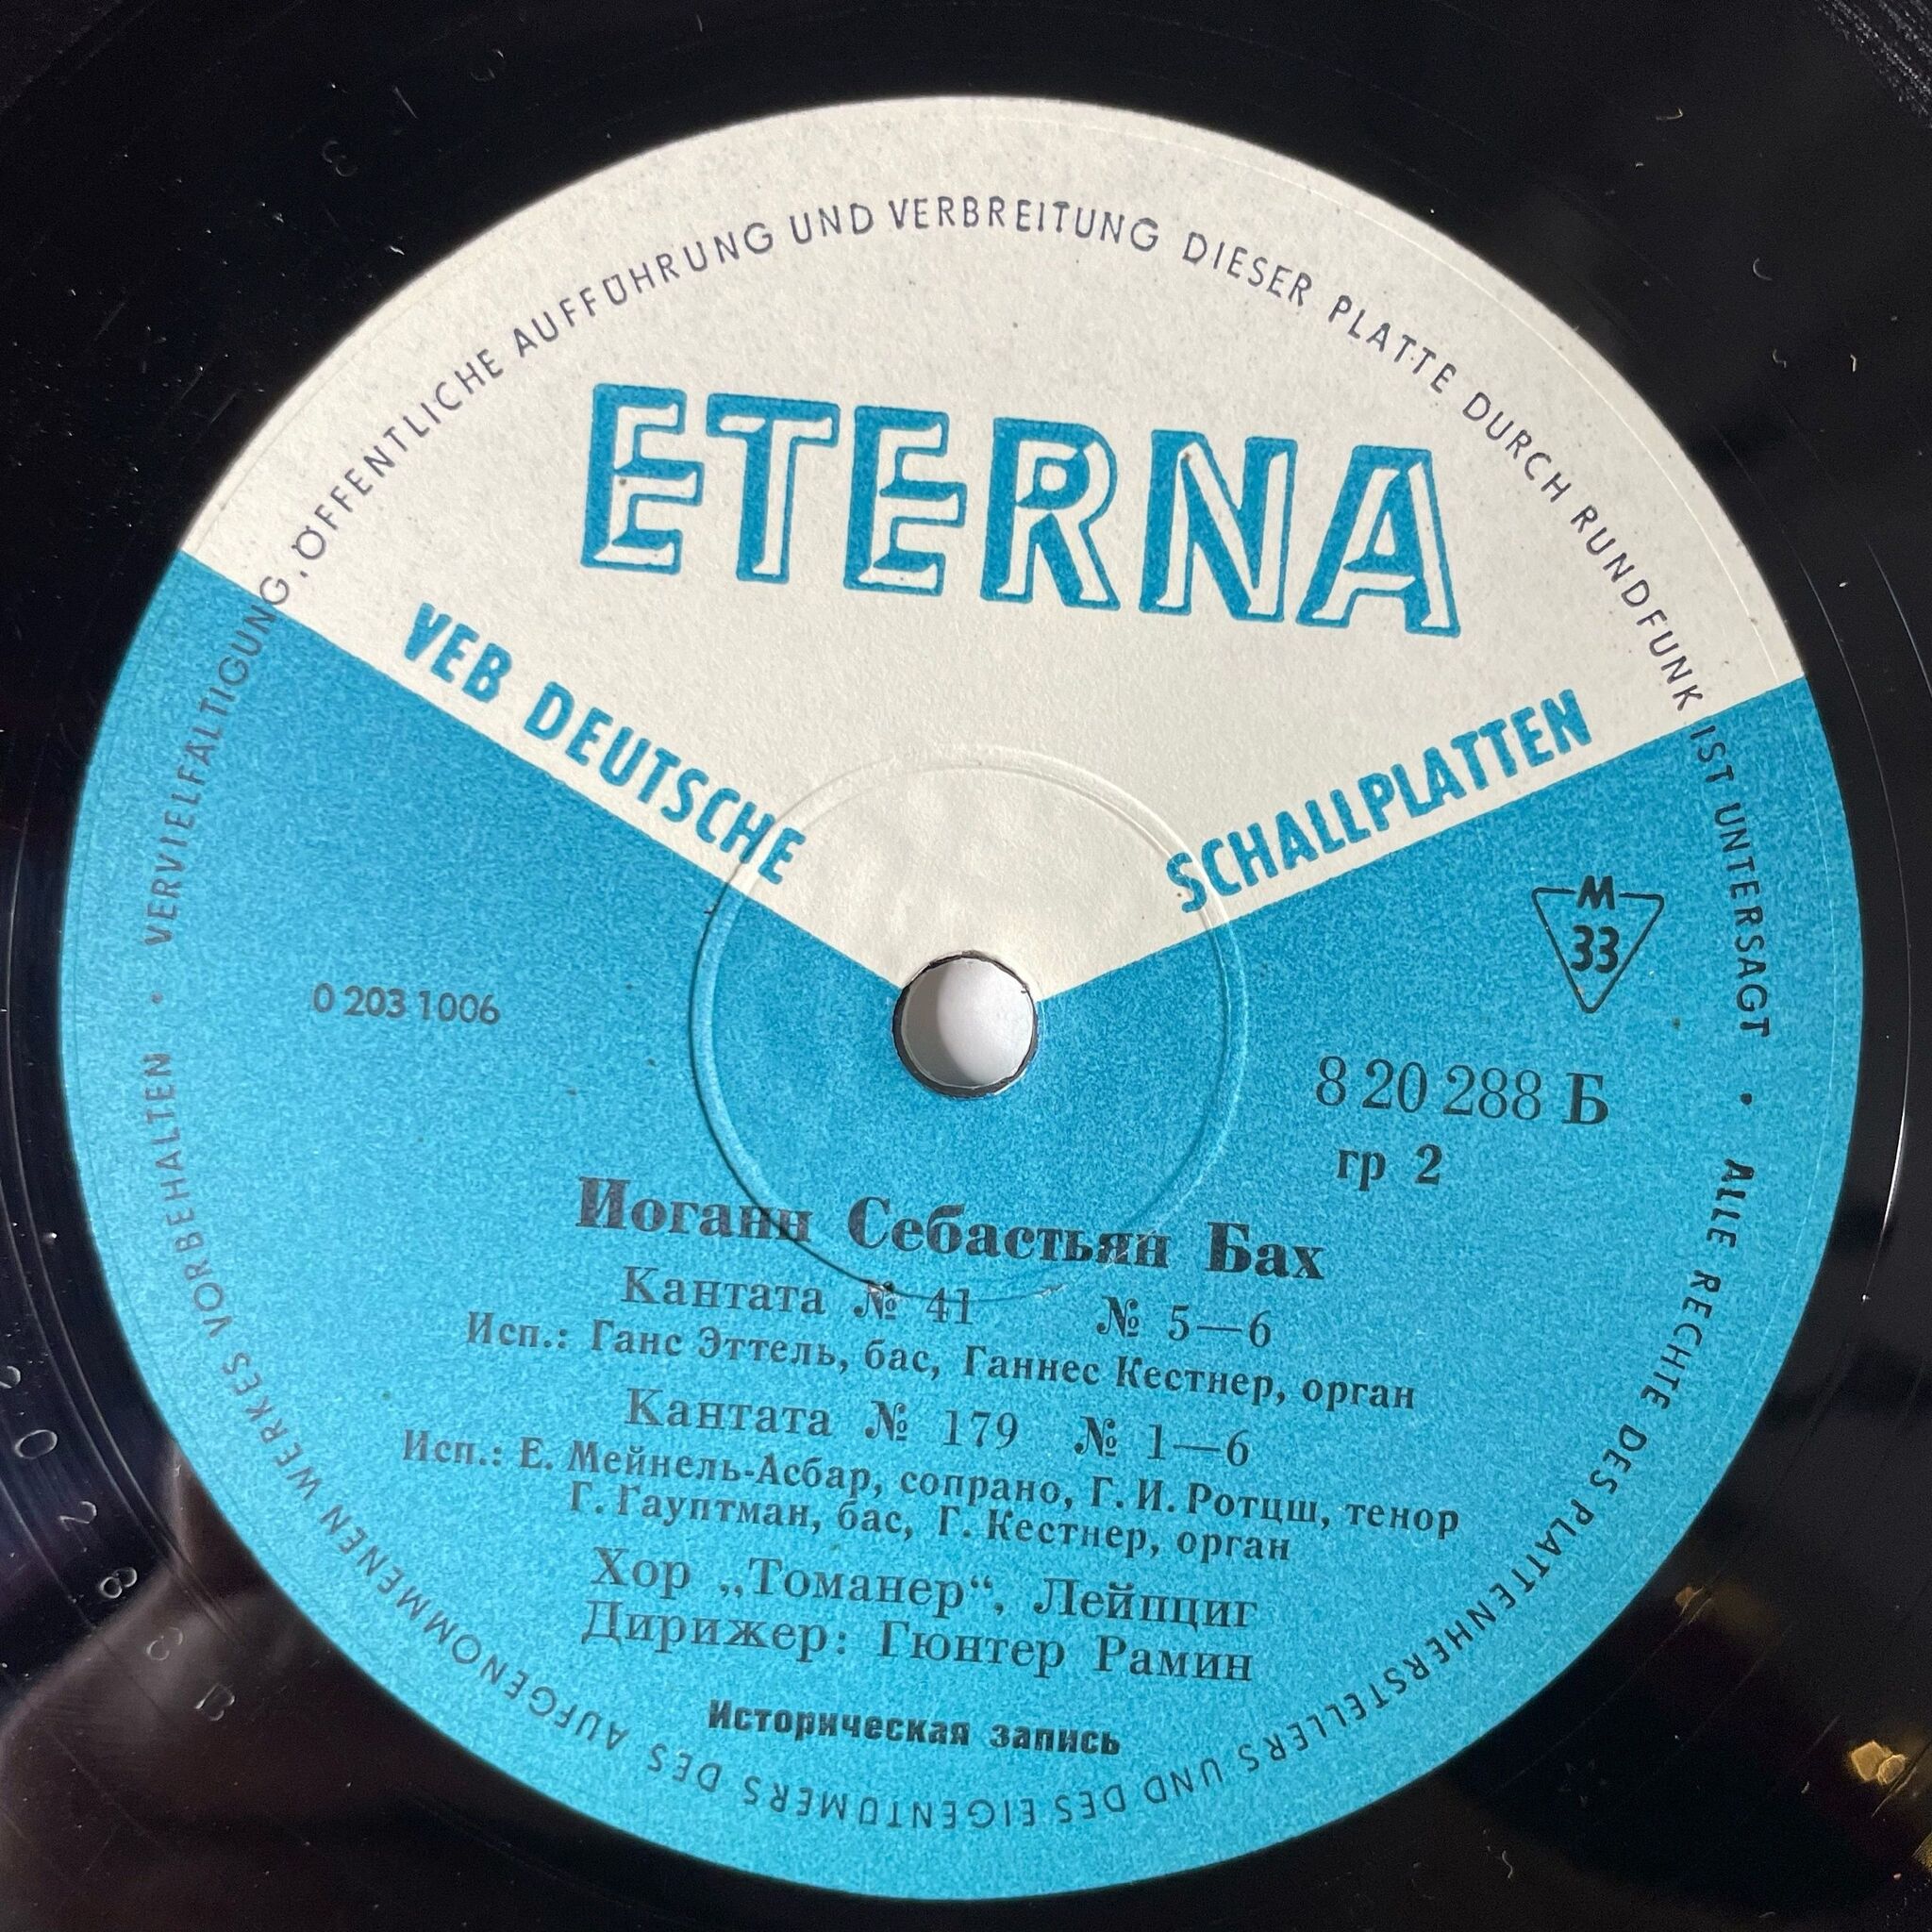 VERVIELFÄLTIGUNG, ÖFFENTLICHE AUFFÜHRUNG UND VERBREITUNG DIESER PLATTE DURCH RUNDFUNK IST UNTERSAGT • ALLE RECHTE DES PLATTENHERSTELLERS UND DES EIGENTÜMERS DES AUFGENOMMENEN WERKES VORBEHALTEN •
ETERNA
VEB DEUTSCHE SCHALLPLATTEN
M
33
0 203 1006
8 20 288 Б
гр 2
Иоганн Себастьян Бах
Кантата № 41 № 5—6
Исп.: Ганс Эттель, бас, Ганнес Кестнер, орган
Кантата № 179 № 1—6
Исп.: Е. Мейнель-Асбар, сопрано, Г. И. Ротцш, тенор
Г. Гауптман, бас, Г. Кестнер, орган
Хор „Томанер“, Лейпциг
Дирижер: Гюнтер Рамин
Историческая запись